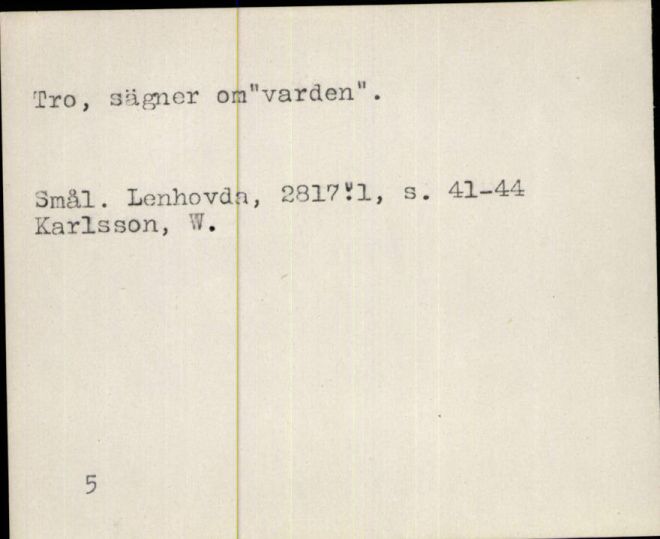 Tro, sägner om"varden".
Smål. Lenhovda, 2817:1, s. 41-44
Karlsson, W.
5